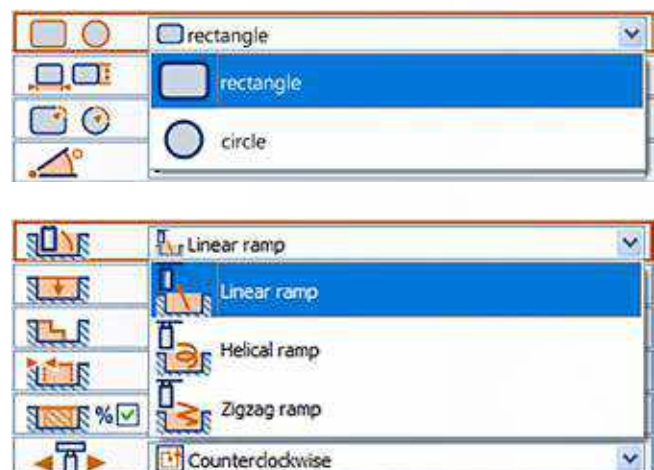 rectangle
rectangle
circle
Linear ramp
Linear ramp
Helical ramp
Zigzag ramp
%
Counterclockwise